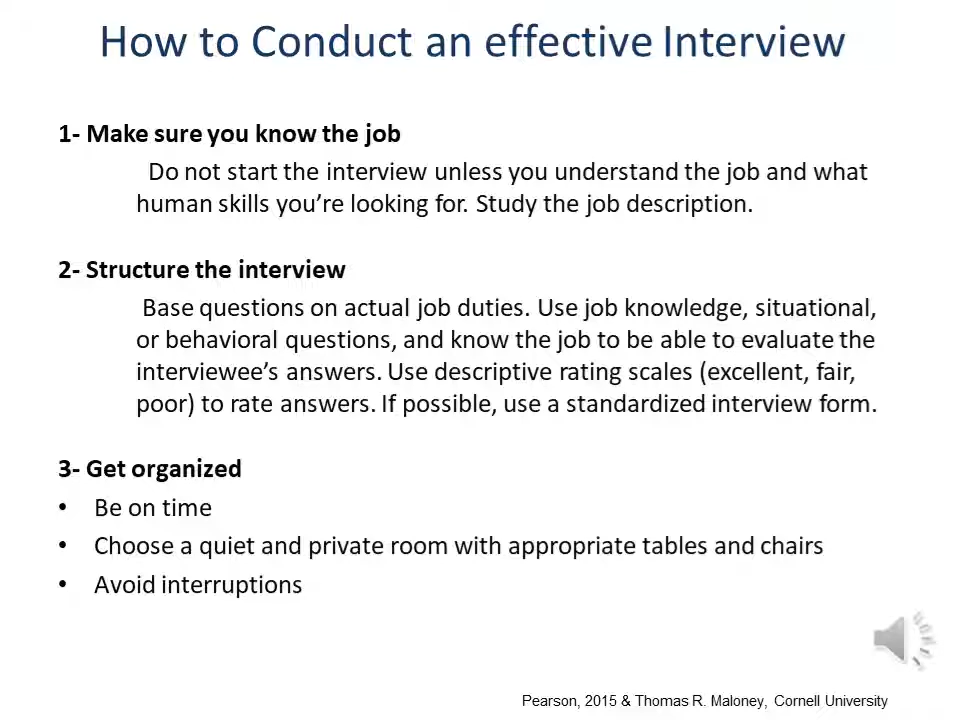 How to Conduct an effective Interview
1- Make sure you know the job
Do not start the interview unless you understand the job and what
human skills you’re looking for. Study the job description.
2- Structure the interview
Base questions on actual job duties. Use job knowledge, situational,
or behavioral questions, and know the job to be able to evaluate the
interviewee’s answers. Use descriptive rating scales (excellent, fair,
poor) to rate answers. If possible, use a standardized interview form.
3- Get organized
• Be on time
• Choose a quiet and private room with appropriate tables and chairs
• Avoid interruptions
Pearson, 2015 & Thomas R. Maloney, Cornell University